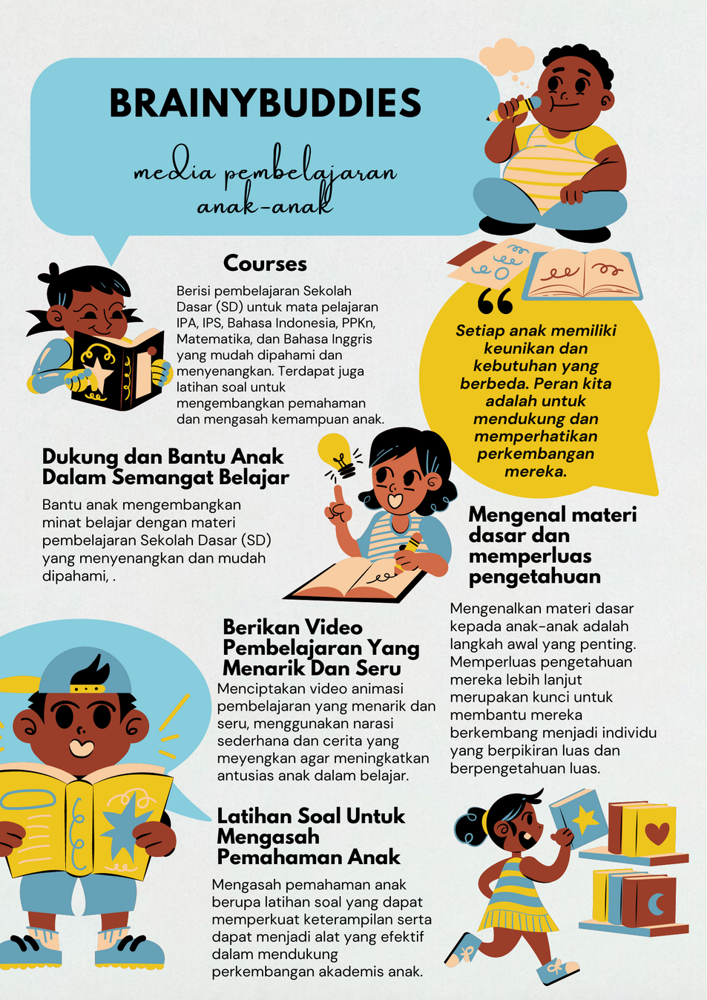 BRAINYBUDDIES
media pembelajaran
anak-anak
Courses
Berisi pembelajaran Sekolah
Dasar (SD) untuk mata pelajaran
IPA, IPS, Bahasa Indonesia, PPKn,
Matematika, dan Bahasa Inggris
yang mudah dipahami dan
menyenangkan. Terdapat juga
latihan soal untuk
mengembangkan pemahaman
dan mengasah kemampuan anak.
“
Setiap anak memiliki
keunikan dan
kebutuhan yang
berbeda. Peran kita
adalah untuk
mendukung dan
memperhatikan
perkembangan
mereka.
Dukung dan Bantu Anak
Dalam Semangat Belajar
Bantu anak mengembangkan
minat belajar dengan materi
pembelajaran Sekolah Dasar (SD)
yang menyenangkan dan mudah
dipahami, .
Mengenal materi
dasar dan
memperluas
pengetahuan
Mengenalkan materi dasar
kepada anak-anak adalah
langkah awal yang penting.
Memperluas pengetahuan
mereka lebih lanjut
merupakan kunci untuk
membantu mereka
berkembang menjadi individu
yang berpikiran luas dan
berpengetahuan luas.
Berikan Video
Pembelajaran Yang
Menarik Dan Seru
Menciptakan video animasi
pembelajaran yang menarik dan
seru, menggunakan narasi
sederhana dan cerita yang
meyengkan agar meningkatkan
antusias anak dalam belajar.
Latihan Soal Untuk
Mengasah
Pemahaman Anak
Mengasah pemahaman anak
berupa latihan soal yang dapat
memperkuat keterampilan serta
dapat menjadi alat yang efektif
dalam mendukung
perkembangan akademis anak.